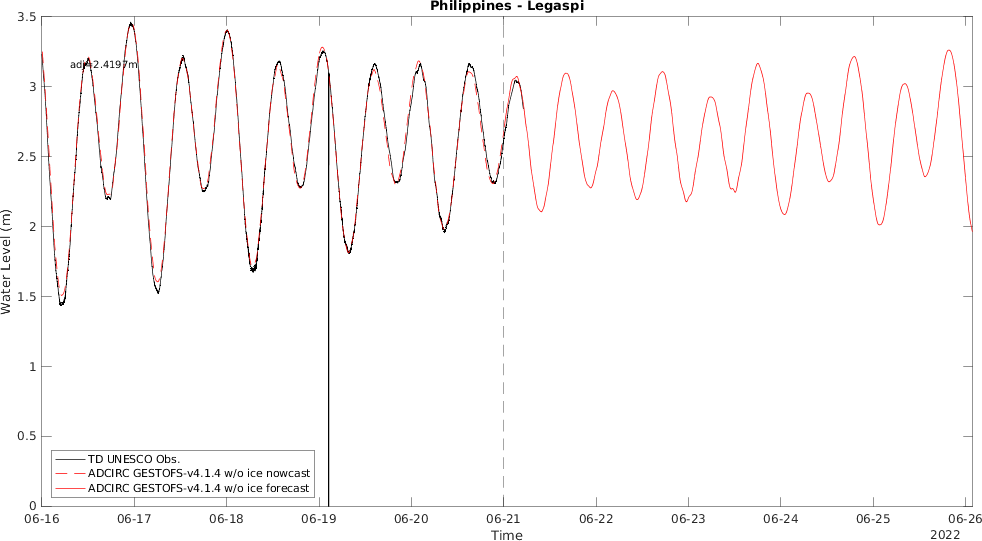 Philippines - Legaspi
3.5
3
2.5
2
1.5
1
0.5
0
Water Level (m)
adj=2.4197m
TD UNESCO Obs.
ADCIRC GESTOFS-v4.1.4 w/o ice nowcast
ADCIRC GESTOFS-v4.1.4 w/o ice forecast
06-16 06-17 06-18 06-19 06-20 06-21 06-22 06-23 06-24 06-25 06-26
Time
2022